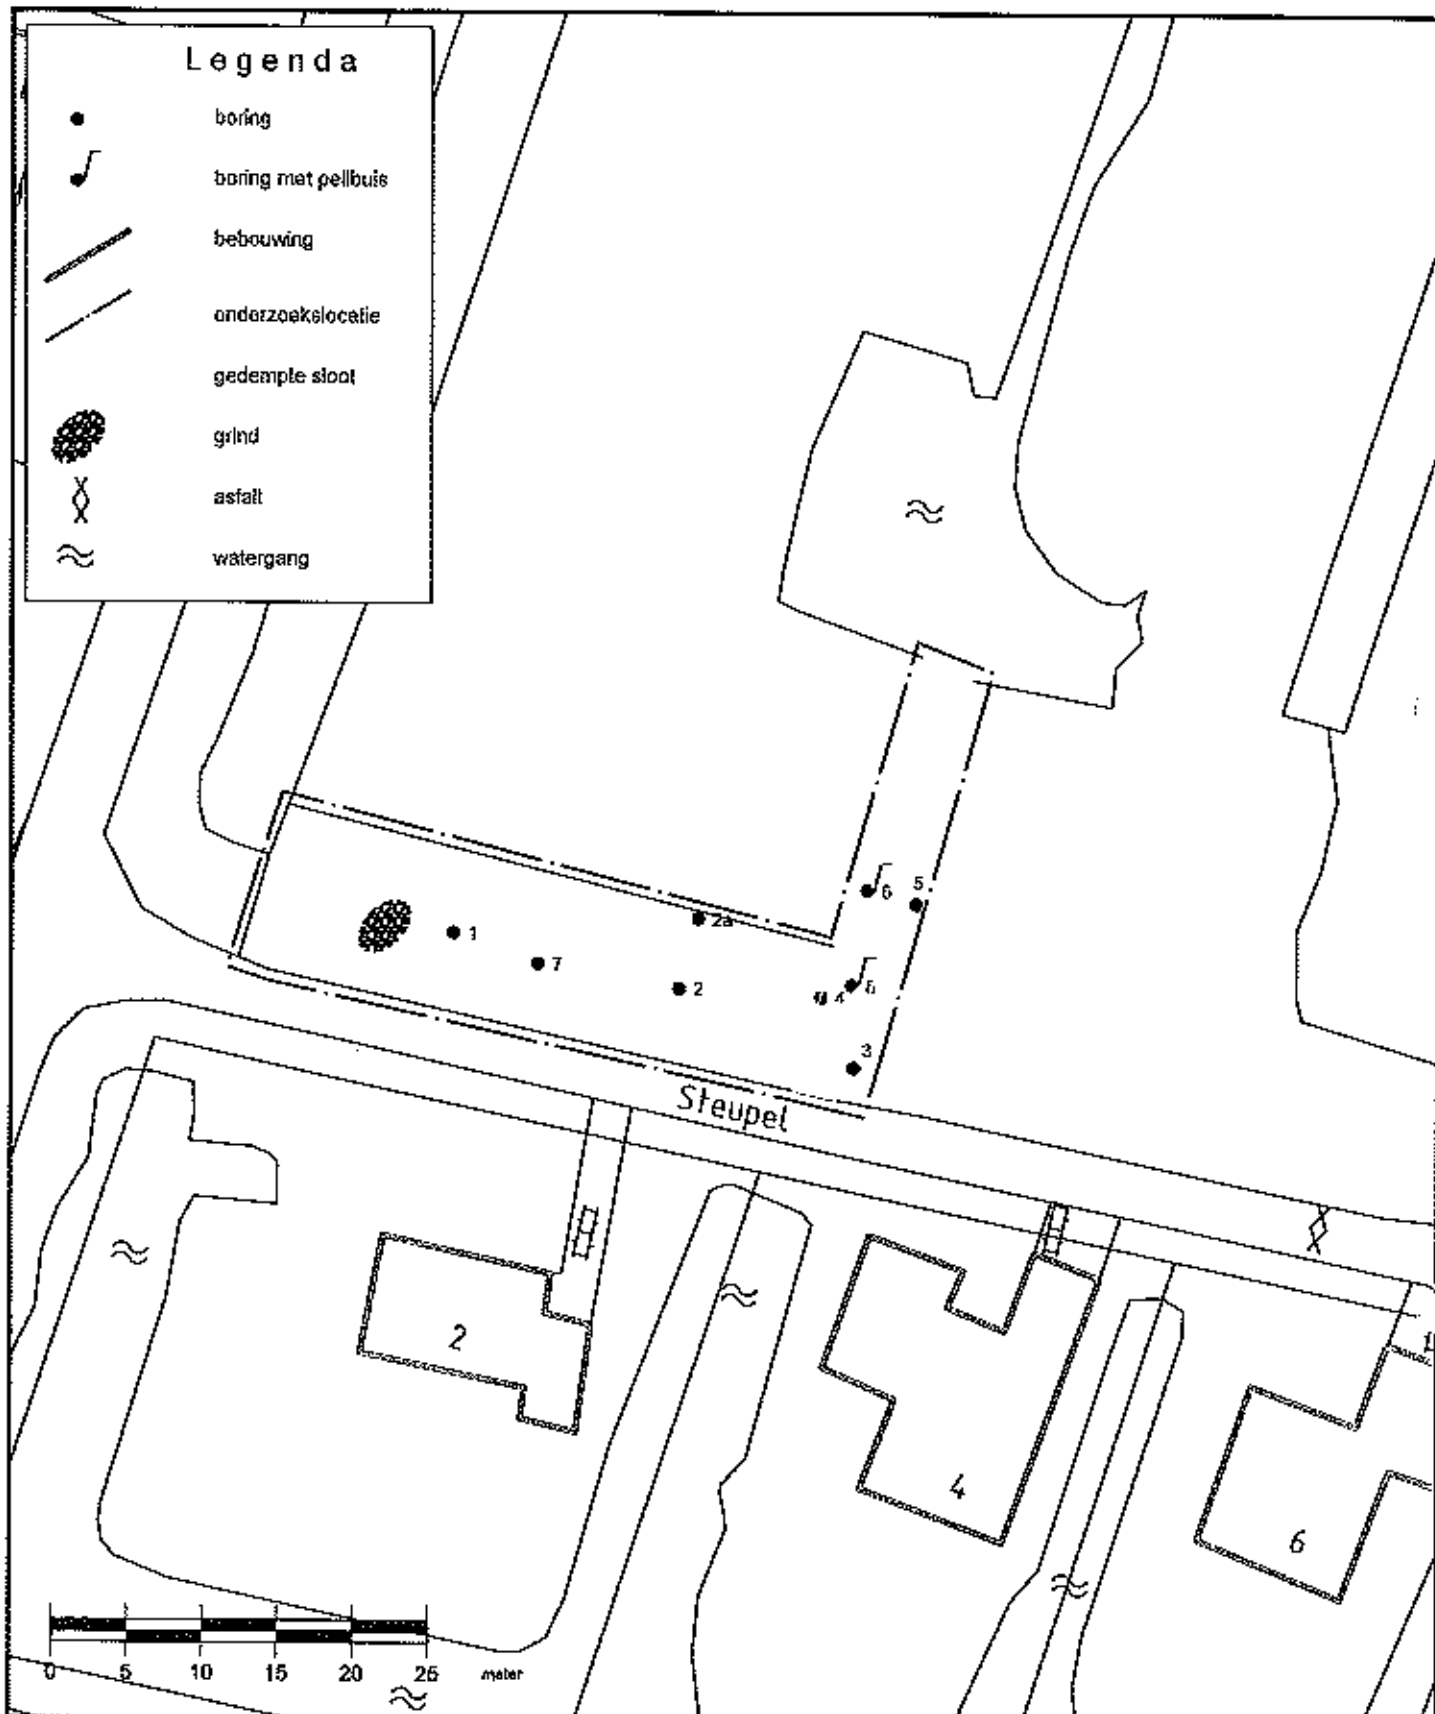 Legenda
boring
boring met peilbuis
bebouwing
onderzoekslocatie
gedempte sloot
grind
asfalt
watergang
6
5
2a
1
7
2
4
3
Steupel
2
4
6
0 5 10 15 20 25 meter